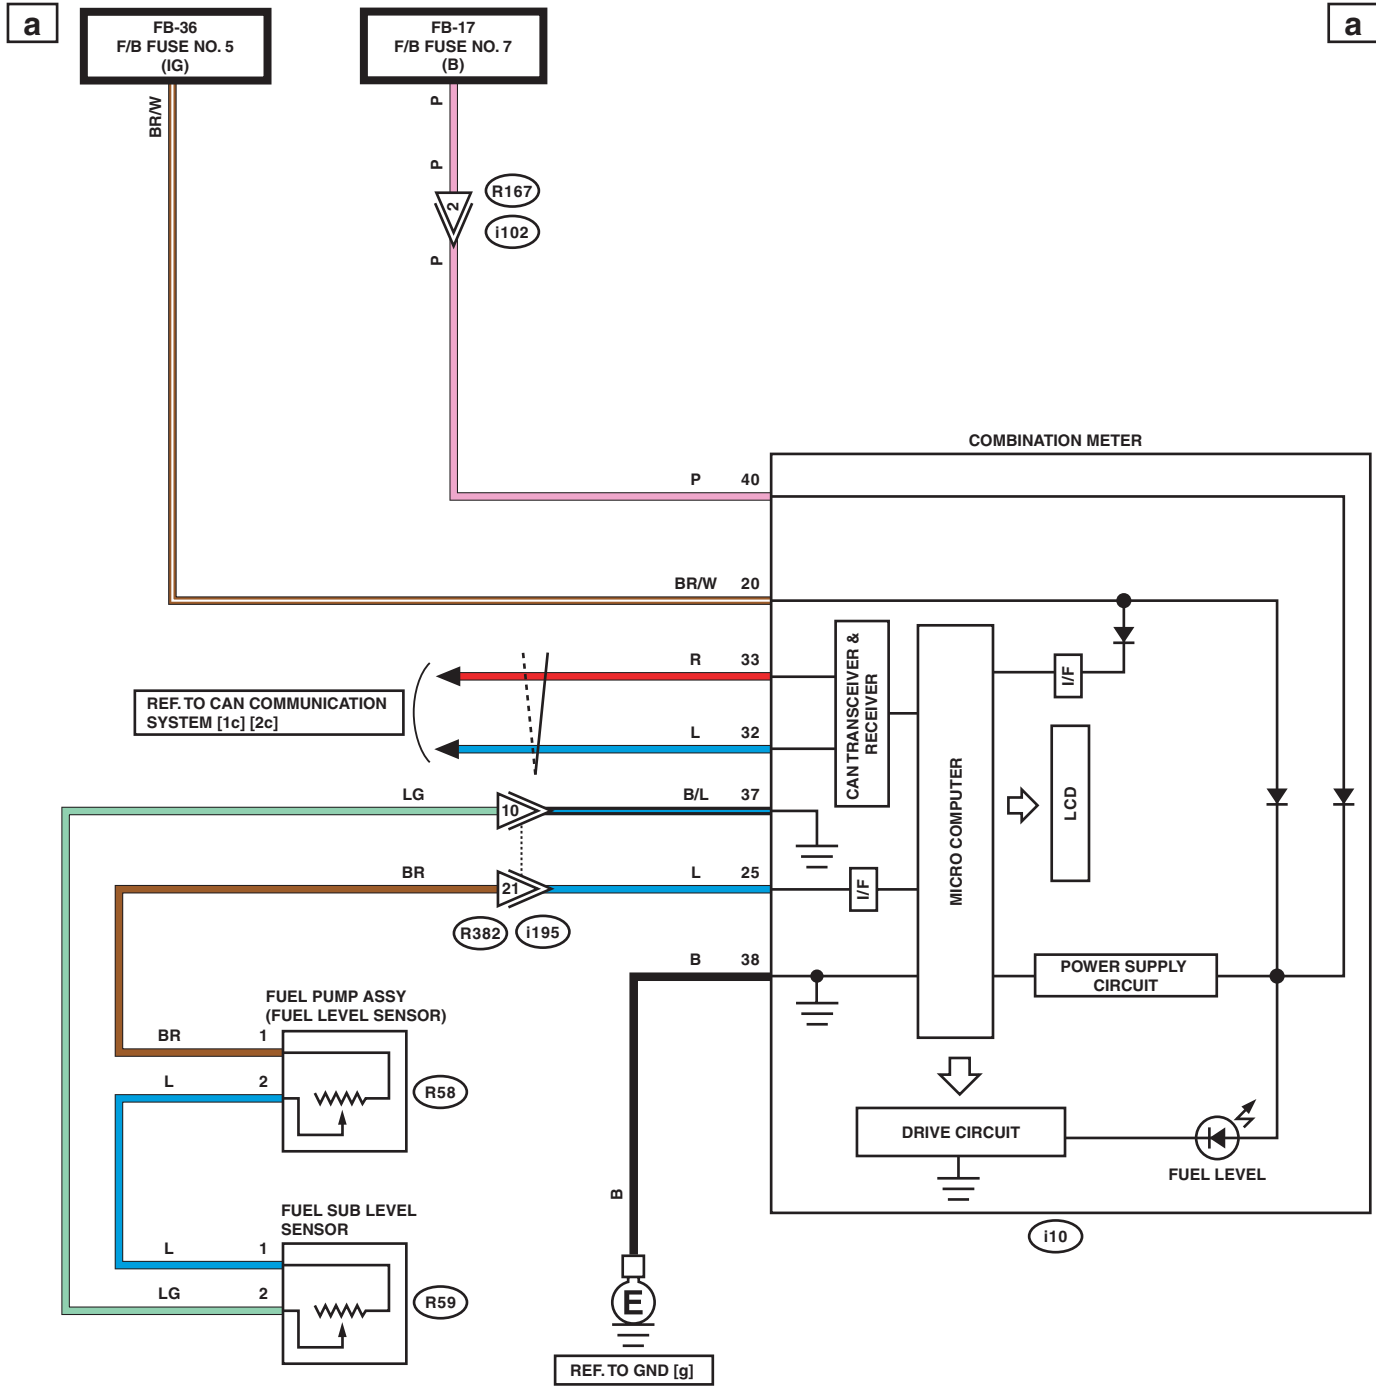 a
FB-36
F/B FUSE NO. 5
(IG)
FB-17
F/B FUSE NO. 7
(B)
a
BR/W
P
P
2
R167
i102
P
COMBINATION METER
P 40
BR/W 20
R 33
REF. TO CAN COMMUNICATION
SYSTEM [1c] [2c]
L 32
CAN TRANSCEIVER &
RECEIVER
MICRO COMPUTER
I/F
LCD
LG 10 B/L 37
BR 21 L 25
I/F
R382 i195
B 38
POWER SUPPLY
CIRCUIT
FUEL PUMP ASSY
(FUEL LEVEL SENSOR)
BR 1
L 2
R58
DRIVE CIRCUIT
FUEL LEVEL
B
FUEL SUB LEVEL
SENSOR
L 1
LG 2
R59
i10
E
REF. TO GND [g]